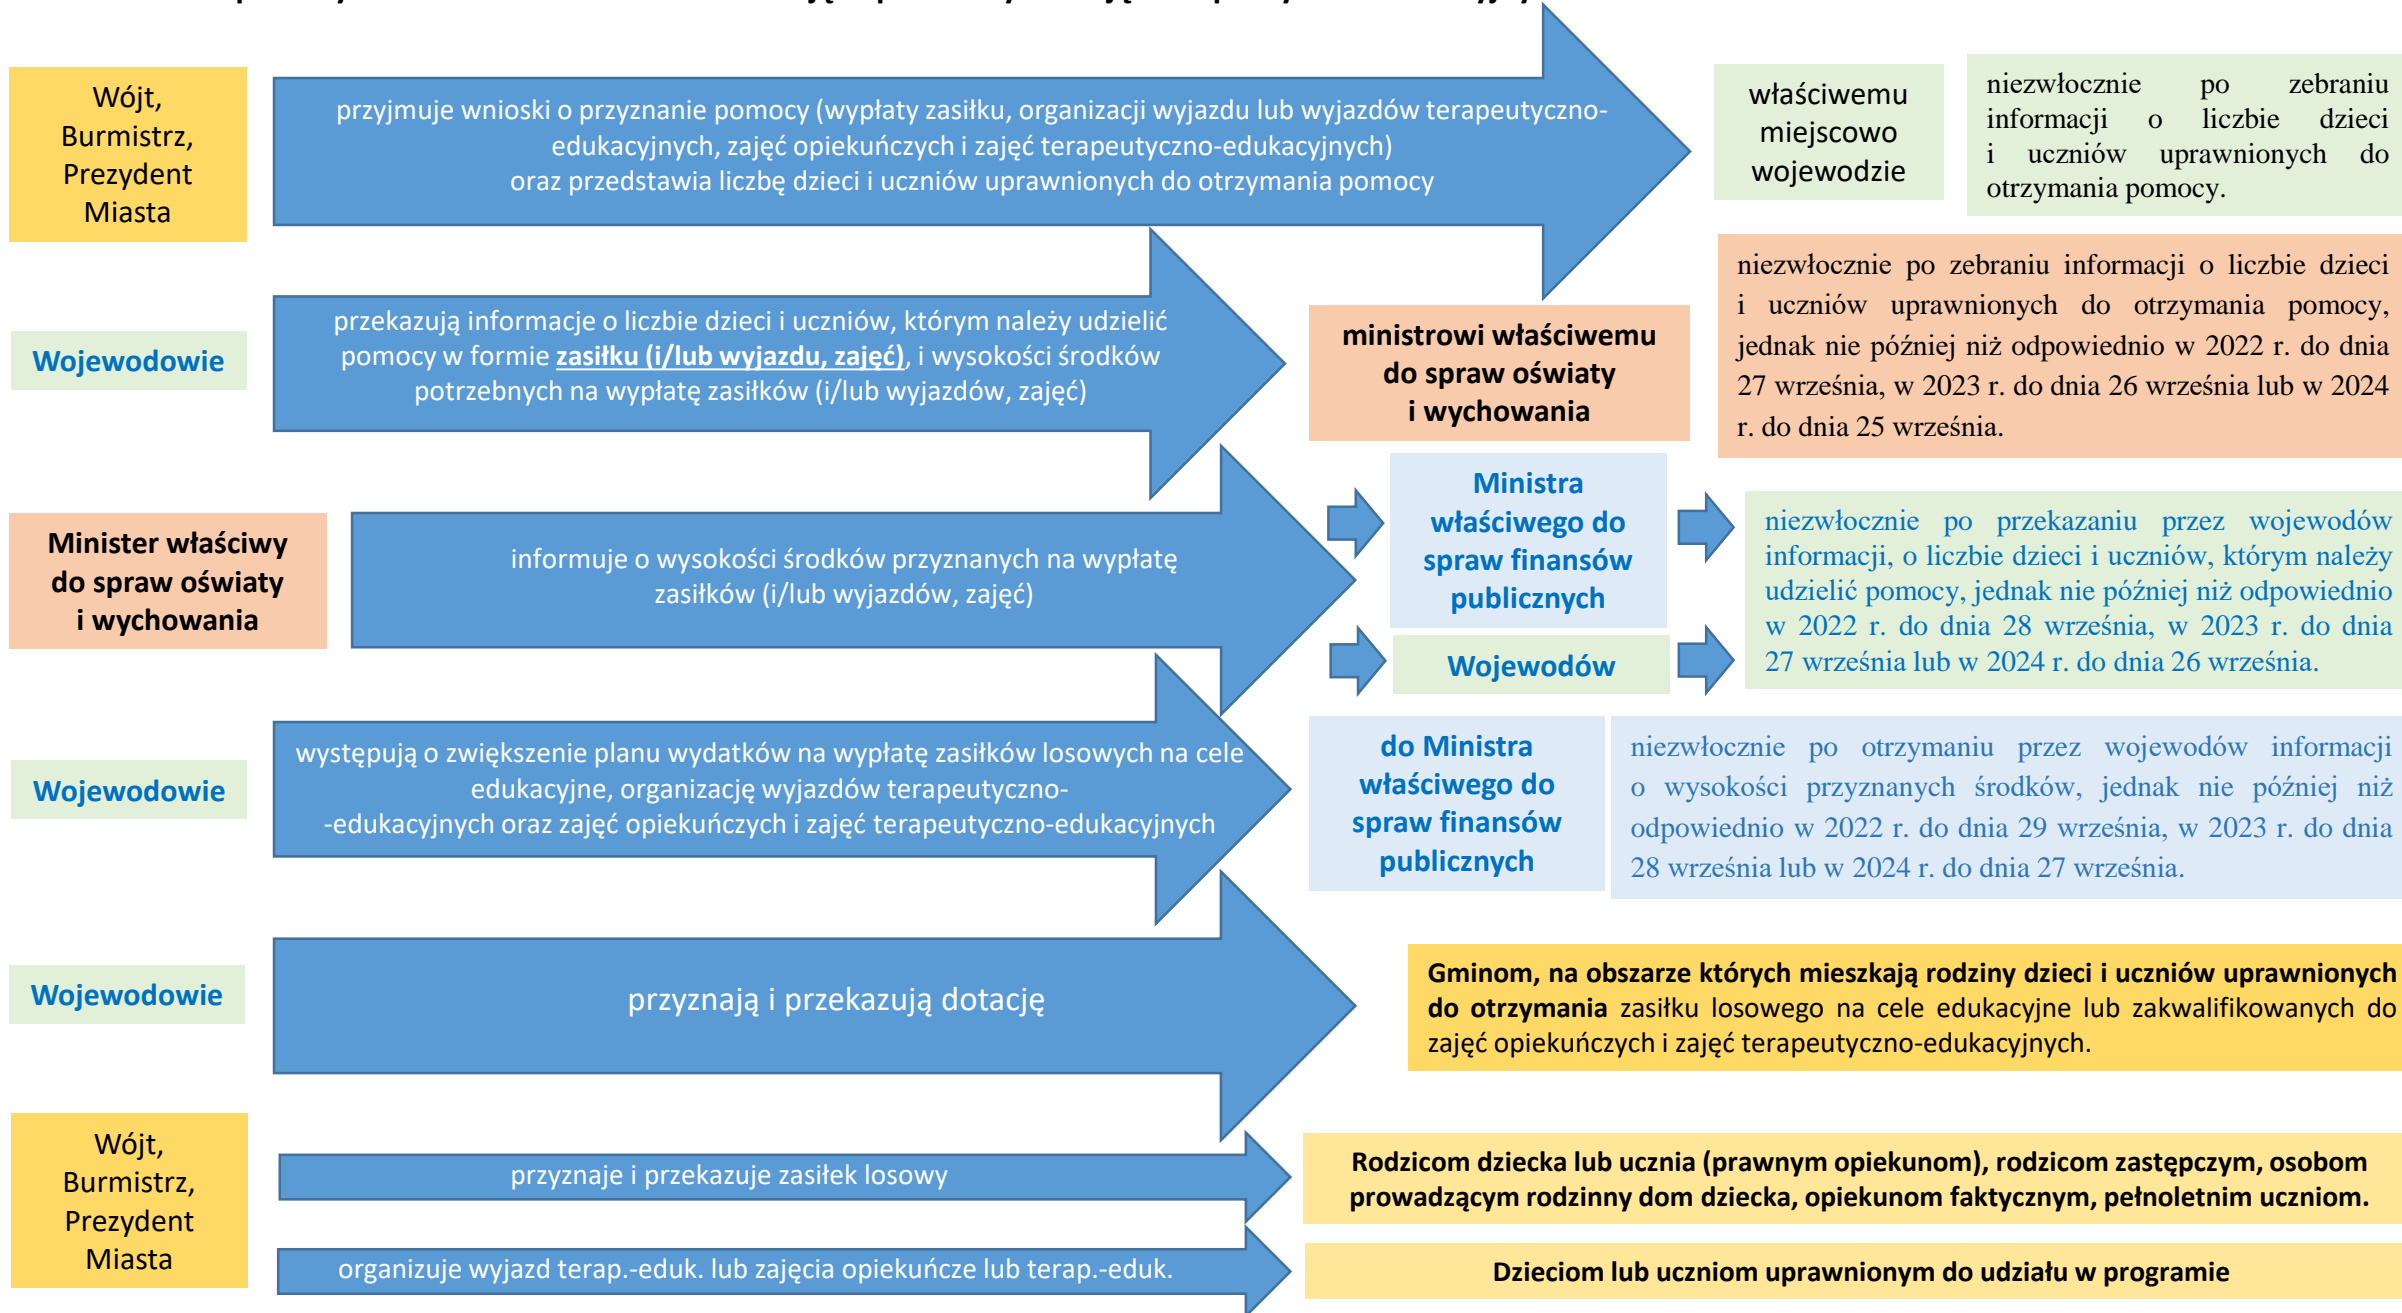 Wójt,
Burmistrz,
Prezydent
Miasta
przyjmuje wnioski o przyznanie pomocy (wypłaty zasiłku, organizacji wyjazdu lub wyjazdów terapeutyczno-
edukacyjnych, zajęć opiekuńczych i zajęć terapeutyczno-edukacyjnych)
oraz przedstawia liczbę dzieci i uczniów uprawnionych do otrzymania pomocy
właściwemu
miejscowo
wojewodzie
niezwłocznie po zebraniu
informacji o liczbie dzieci
i uczniów uprawnionych do
otrzymania pomocy.
Wojewodowie
przekazują informacje o liczbie dzieci i uczniów, którym należy udzielić
pomocy w formie zasiłku (i/lub wyjazdu, zajęć), i wysokości środków
potrzebnych na wypłatę zasiłków (i/lub wyjazdów, zajęć)
ministrowi właściwemu
do spraw oświaty
i wychowania
niezwłocznie po zebraniu informacji o liczbie dzieci
i uczniów uprawnionych do otrzymania pomocy,
jednak nie później niż odpowiednio w 2022 r. do dnia
27 września, w 2023 r. do dnia 26 września lub w 2024
r. do dnia 25 września.
Minister właściwy
do spraw oświaty
i wychowania
informuje o wysokości środków przyznanych na wypłatę
zasiłków (i/lub wyjazdów, zajęć)
Ministra
właściwego do
spraw finansów
publicznych
Wojewodów
niezwłocznie po przekazaniu przez wojewodów
informacji, o liczbie dzieci i uczniów, którym należy
udzielić pomocy, jednak nie później niż odpowiednio
w 2022 r. do dnia 28 września, w 2023 r. do dnia
27 września lub w 2024 r. do dnia 26 września.
Wojewodowie
występują o zwiększenie planu wydatków na wypłatę zasiłków losowych na cele
edukacyjne, organizację wyjazdów terapeutyczno-
-edukacyjnych oraz zajęć opiekuńczych i zajęć terapeutyczno-edukacyjnych
do Ministra
właściwego do
spraw finansów
publicznych
niezwłocznie po otrzymaniu przez wojewodów informacji
o wysokości przyznanych środków, jednak nie później niż
odpowiednio w 2022 r. do dnia 29 września, w 2023 r. do dnia
28 września lub w 2024 r. do dnia 27 września.
Wojewodowie
przyznają i przekazują dotację
Gminom, na obszarze których mieszkają rodziny dzieci i uczniów uprawnionych
do otrzymania zasiłku losowego na cele edukacyjne lub zakwalifikowanych do
zajęć opiekuńczych i zajęć terapeutyczno-edukacyjnych.
Wójt,
Burmistrz,
Prezydent
Miasta
przyznaje i przekazuje zasiłek losowy
Rodzicom dziecka lub ucznia (prawnym opiekunom), rodzicom zastępczym, osobom
prowadzącym rodzinny dom dziecka, opiekunom faktycznym, pełnoletnim uczniom.
organizuje wyjazd terap.-eduk. lub zajęcia opiekuńcze lub terap.-eduk.
Dzieciom lub uczniom uprawnionym do udziału w programie